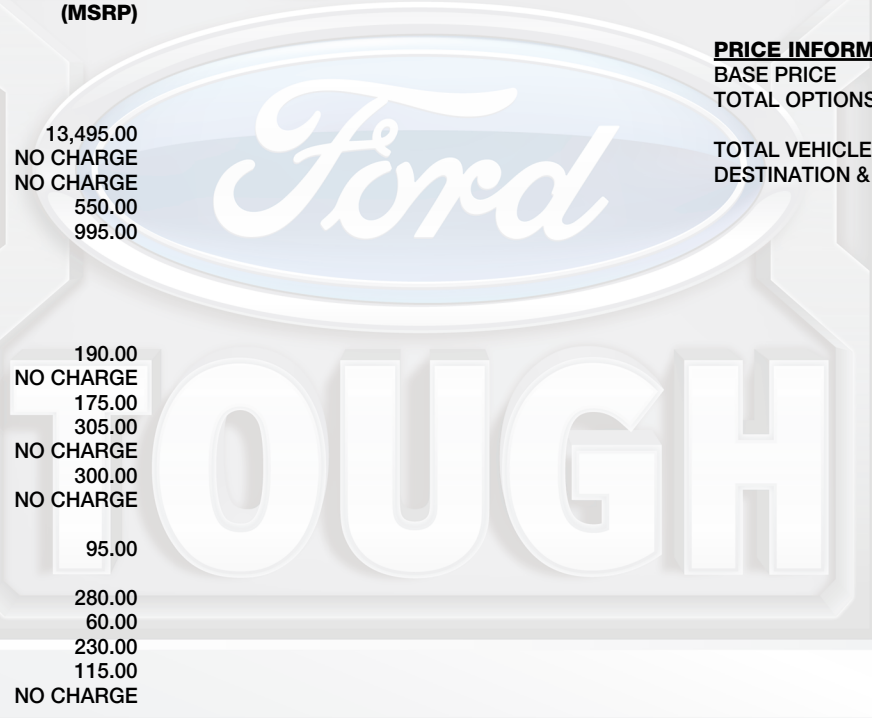 (MSRP)
13,495.00
NO CHARGE
NO CHARGE
550.00
995.00
190.00
NO CHARGE
175.00
305.00
NO CHARGE
300.00
NO CHARGE
95.00
280.00
60.00
230.00
115.00
NO CHARGE
PRICE INFORM
BASE PRICE
TOTAL OPTIONS
TOTAL VEHICLE
DESTINATION &
Ford
TOUGH